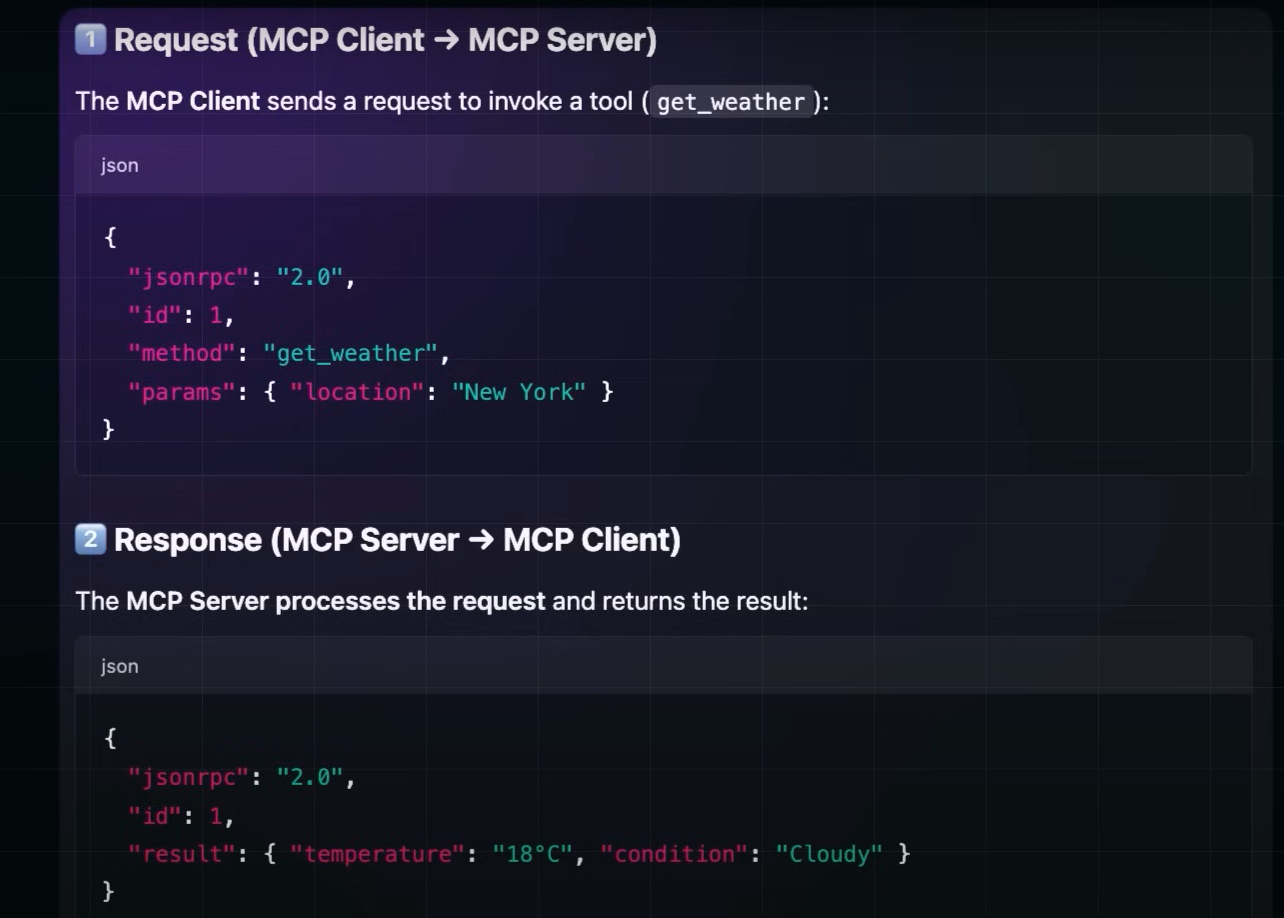 1 Request (MCP Client → MCP Server)
The MCP Client sends a request to invoke a tool ( get_weather ):
json
{
  "jsonrpc": "2.0",
  "id": 1,
  "method": "get_weather",
  "params": { "location": "New York" }
}
2 Response (MCP Server → MCP Client)
The MCP Server processes the request and returns the result:
json
{
  "jsonrpc": "2.0",
  "id": 1,
  "result": { "temperature": "18°C", "condition": "Cloudy" }
}